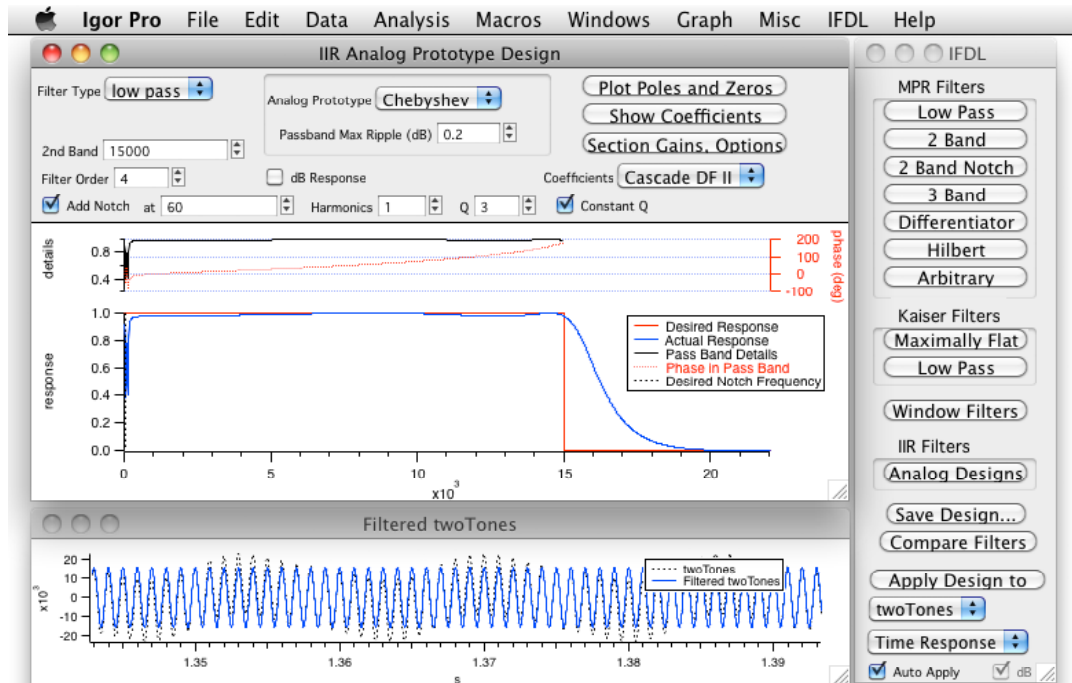 Igor Pro File Edit Data Analysis Macros Windows Graph Misc IFDL Help
IIR Analog Prototype Design
Filter Type low pass
Analog Prototype Chebyshev
Passband Max Ripple (dB) 0.2
Plot Poles and Zeros
Show Coefficients
Section Gains, Options
2nd Band 15000
Filter Order 4
dB Response
Coefficients Cascade DF II
Add Notch at 60 Harmonics 1 Q 3 Constant Q
details
0.8
0.4
200
100
0
-100
phase (deg)
response
1.0
0.8
0.6
0.4
0.2
0.0
Desired Response
Actual Response
Pass Band Details
Phase in Pass Band
Desired Notch Frequency
0 5 10 15 20
x10³
Filtered twoTones
x10³
20
10
0
-10
-20
twoTones
Filtered twoTones
1.35 1.36 1.37 1.38 1.39
s
IFDL
MPR Filters
Low Pass
2 Band
2 Band Notch
3 Band
Differentiator
Hilbert
Arbitrary
Kaiser Filters
Maximally Flat
Low Pass
Window Filters
IIR Filters
Analog Designs
Save Design...
Compare Filters
Apply Design to
twoTones
Time Response
Auto Apply dB